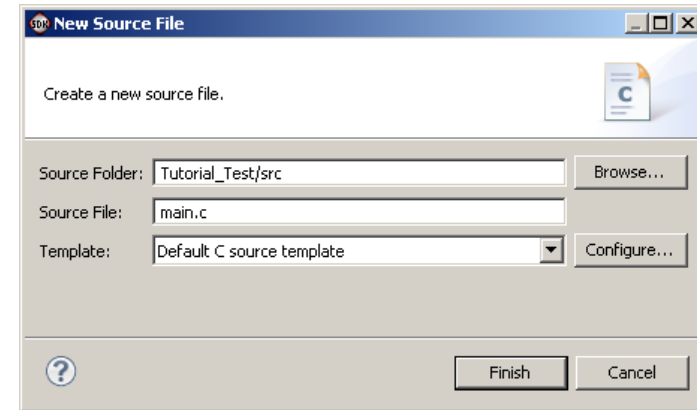 SDK New Source File
Create a new source file.
C
Source Folder: Tutorial_Test/src Browse...
Source File: main.c
Template: Default C source template Configure...
?
Finish Cancel